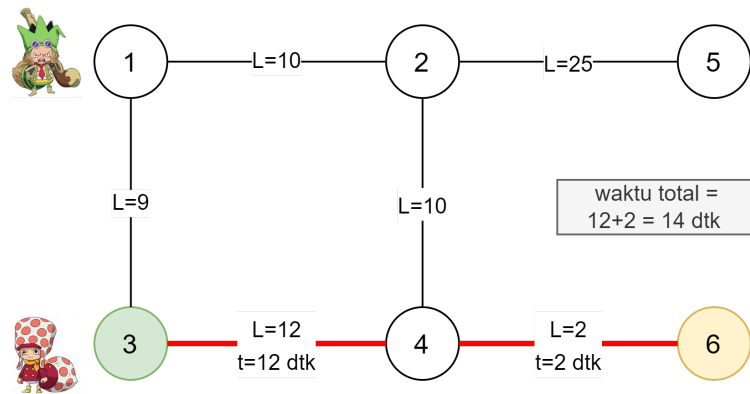 1
L=10
2
L=25
5
L=9
L=10
waktu total =
12+2 = 14 dtk
3
L=12
t=12 dtk
4
L=2
t=2 dtk
6